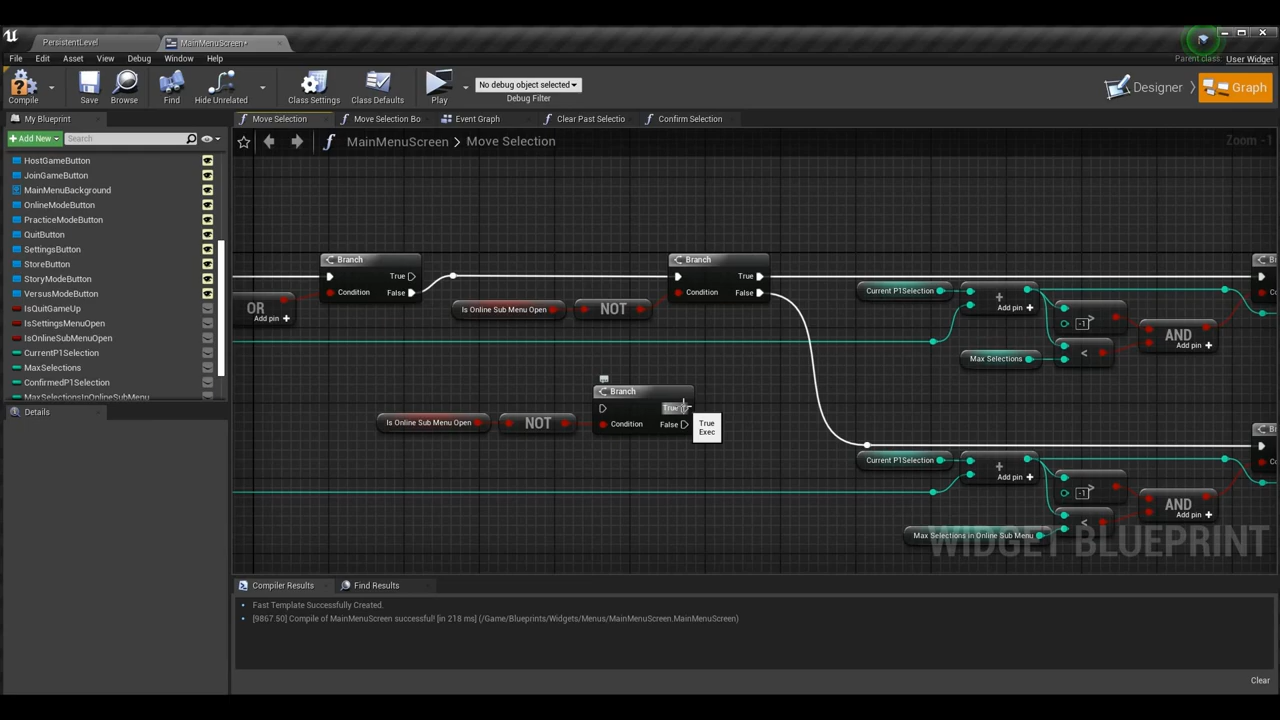 PersistentLevel
MainMenuScreen*
File Edit Asset View Debug Window Help
Parent class: User Widget
Compile Save Browse Find Hide Unrelated Class Settings Class Defaults Play
No debug object selected
Debug Filter
Designer Graph
My Blueprint
Add New Search
HostGameButton
JoinGameButton
MainMenuBackground
OnlineModeButton
PracticeModeButton
QuitButton
SettingsButton
StoreButton
StoryModeButton
VersusModeButton
IsQuitGameUp
IsSettingsMenuOpen
IsOnlineSubMenuOpen
CurrentP1Selection
MaxSelections
ConfirmedP1Selection
MaxSelectionsInOnlineSubMenu
Details
Move Selection Move Selection Bo Event Graph Clear Past Selectio Confirm Selection
MainMenuScreen > Move Selection
Zoom -1
Branch
True
Condition False
OR
Add pin +
Is Online Sub Menu Open NOT
Branch
True
Condition False
Current P1Selection
+
Add pin +
-1 >
Max Selections <
AND
Add pin +
B
Is Online Sub Menu Open NOT
Branch
True
Condition False
True
Exec
Current P1Selection
+
Add pin +
-1 >
Max Selections in Online Sub Menu <
AND
Add pin +
B
WIDGET BLUEPRINT
Compiler Results Find Results
Fast Template Successfully Created.
[9867.50] Compile of MainMenuScreen successful! [in 218 ms] (/Game/Blueprints/Widgets/Menus/MainMenuScreen.MainMenuScreen)
Clear